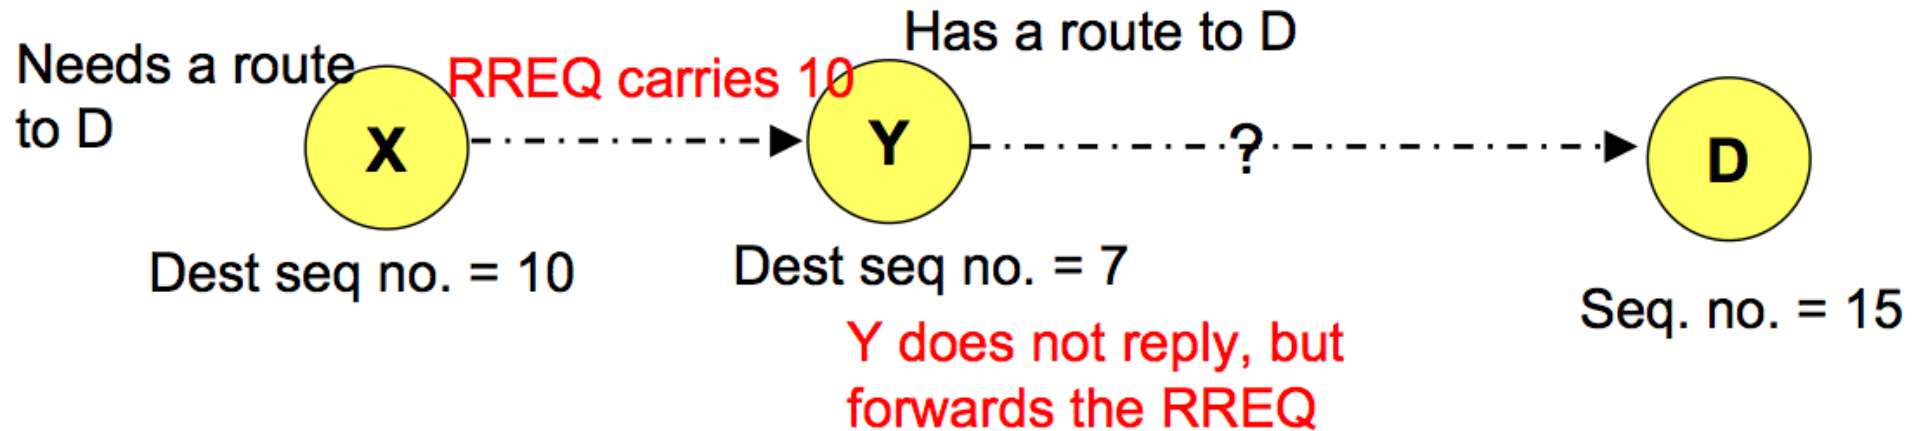 Has a route to D
Needs a route
to D
RREQ carries 10
X
Y
?
D
Dest seq no. = 10
Dest seq no. = 7
Seq. no. = 15
Y does not reply, but
forwards the RREQ